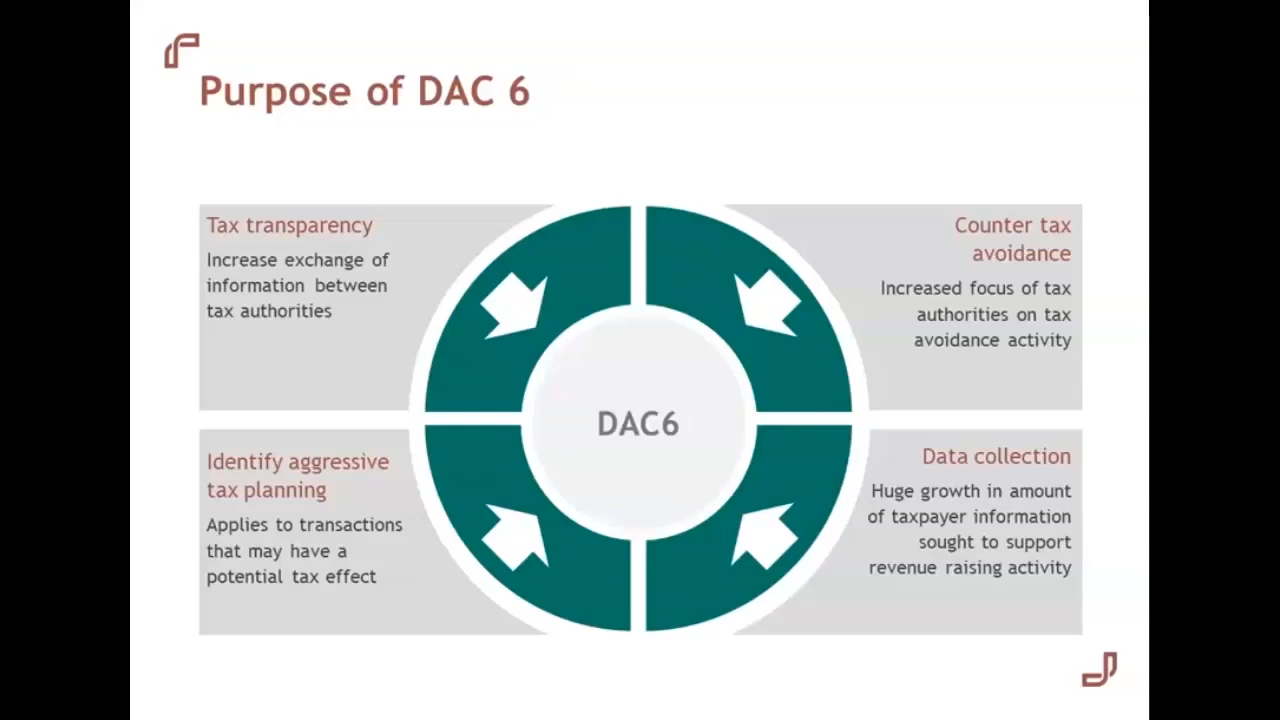 Purpose of DAC 6
Tax transparency
Increase exchange of
information between
tax authorities
Counter tax
avoidance
Increased focus of tax
authorities on tax
avoidance activity
DAC6
Identify aggressive
tax planning
Applies to transactions
that may have a
potential tax effect
Data collection
Huge growth in amount
of taxpayer information
sought to support
revenue raising activity